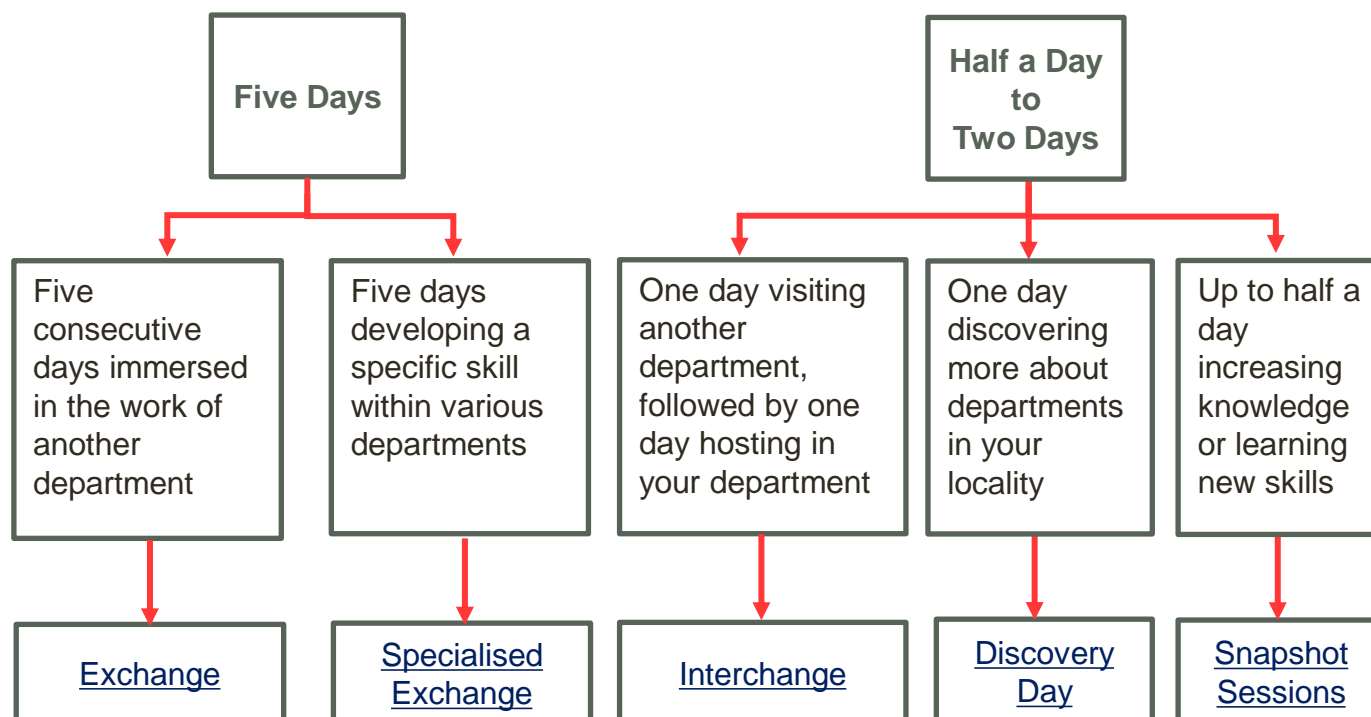 Five Days
Half a Day
to
Two Days
Five
consecutive
days immersed
in the work of
another
department
Five days
developing a
specific skill
within various
departments
One day visiting
another
department,
followed by one
day hosting in
your department
One day
discovering
more about
departments
in your
locality
Up to half a
day
increasing
knowledge
or learning
new skills
Exchange
Specialised
Exchange
Interchange
Discovery
Day
Snapshot
Sessions